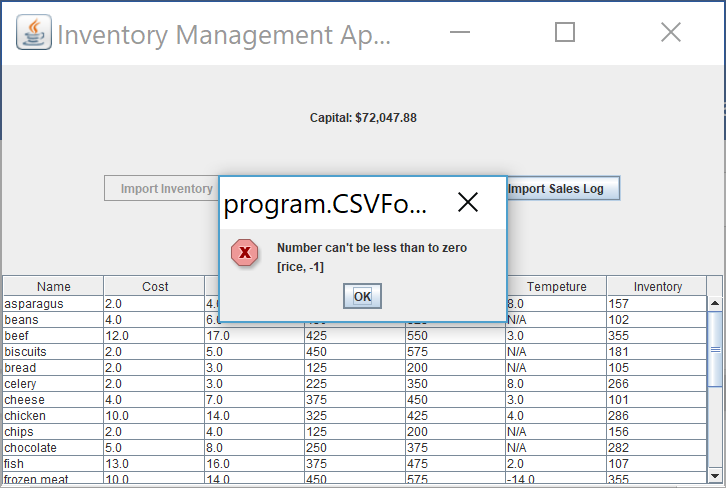 Inventory Management Ap...
Capital: $72,047.88
Import Inventory
Import Sales Log
program.CSVFo...
Number can't be less than to zero
[rice, -1]
OK
Name Cost Tempeture Inventory
asparagus 2.0 4.0 8.0 157
beans 4.0 6.0 N/A 102
beef 12.0 17.0 425 550 3.0 355
biscuits 2.0 5.0 450 575 N/A 181
bread 2.0 3.0 125 200 N/A 105
celery 2.0 3.0 225 350 8.0 266
cheese 4.0 7.0 375 450 3.0 101
chicken 10.0 14.0 325 425 4.0 286
chips 2.0 4.0 125 200 N/A 156
chocolate 5.0 8.0 250 375 N/A 282
fish 13.0 16.0 375 475 2.0 107
frozen meat 10.0 14.0 450 575 -14.0 355